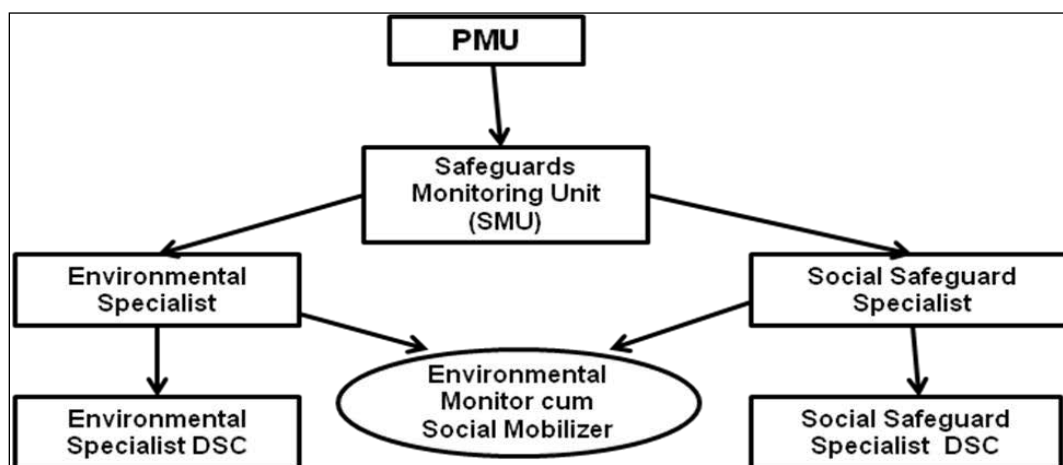 PMU
Safeguards
Monitoring Unit
(SMU)
Environmental
Specialist
Social Safeguard
Specialist
Environmental
Monitor cum
Social Mobilizer
Environmental
Specialist DSC
Social Safeguard
Specialist DSC